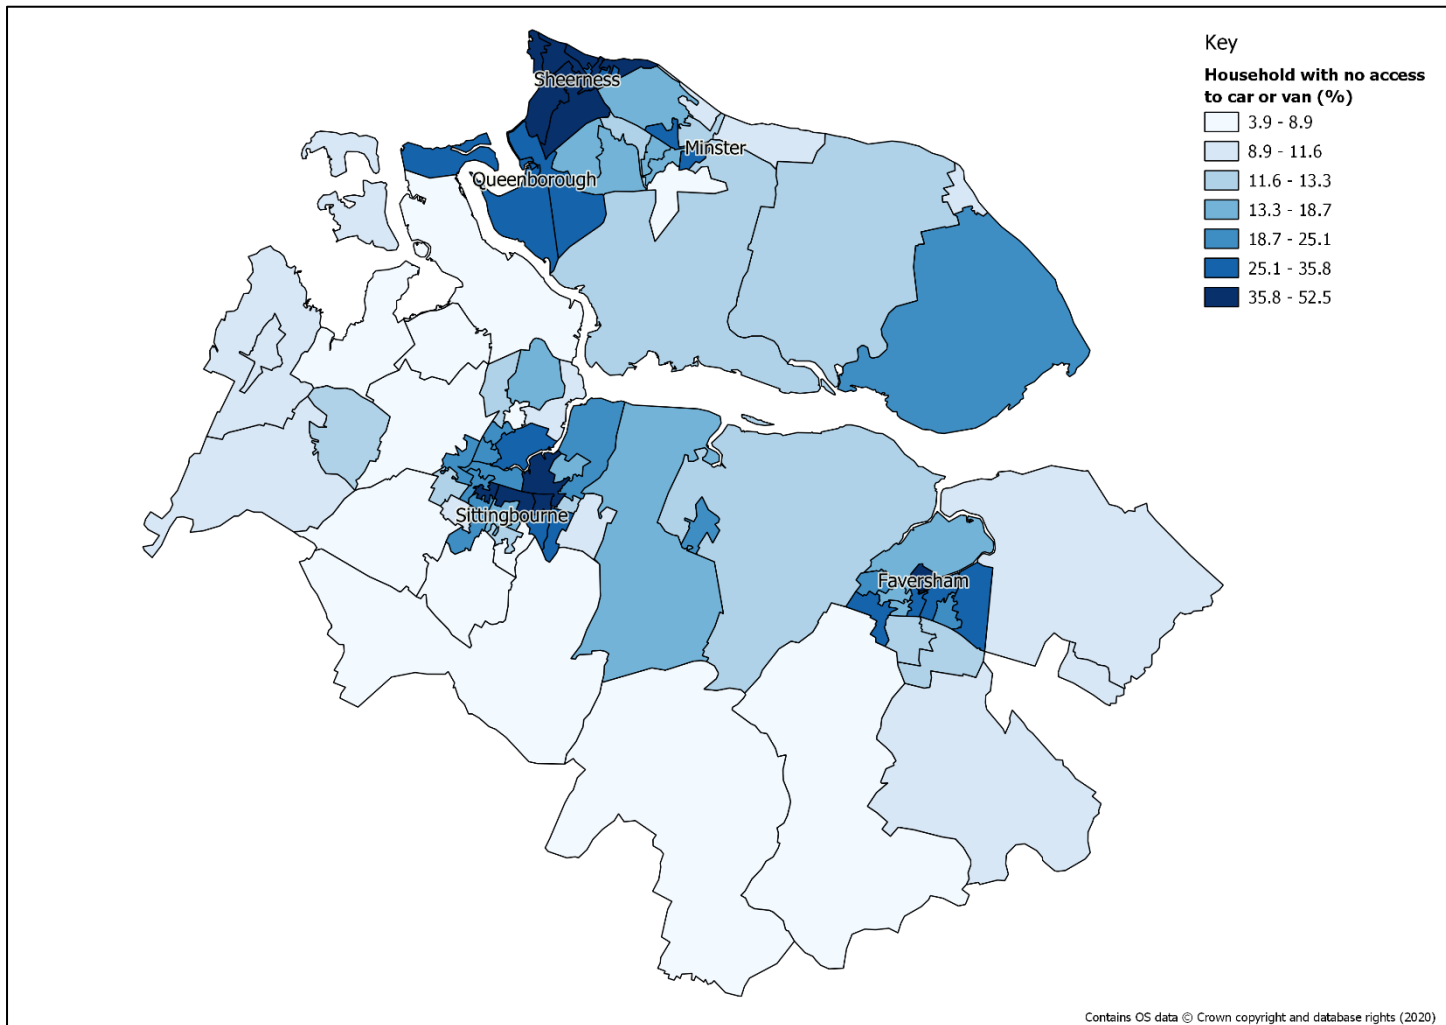 Key
Household with no access
to car or van (%)
3.9 - 8.9
8.9 - 11.6
11.6 - 13.3
13.3 - 18.7
18.7 - 25.1
25.1 - 35.8
35.8 - 52.5
Sheerness
Minster
Queenborough
Sittingbourne
Faversham
Contains OS data © Crown copyright and database rights (2020)